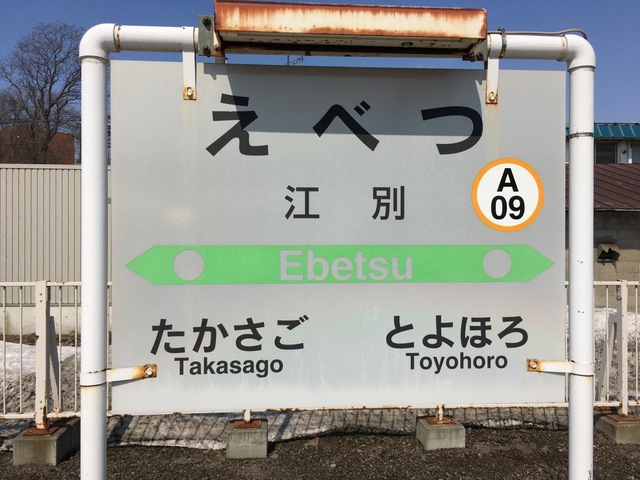 えべつ
江別
A
09
Ebetsu
たかさご
Takasago
とよほろ
Toyohoro